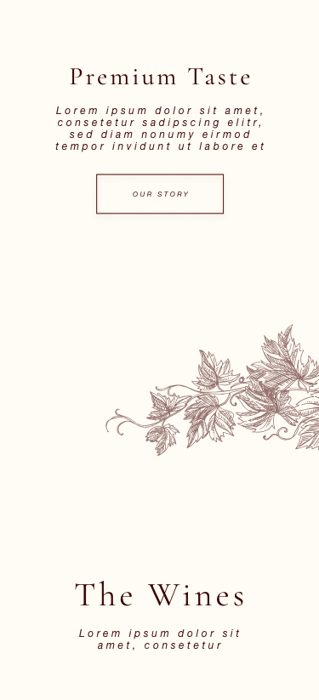 Premium Taste
Lorem ipsum dolor sit amet,
consetetur sadipscing elitr,
sed diam nonumy eirmod
tempor invidunt ut labore et
OUR STORY
The Wines
Lorem ipsum dolor sit
amet, consetetur